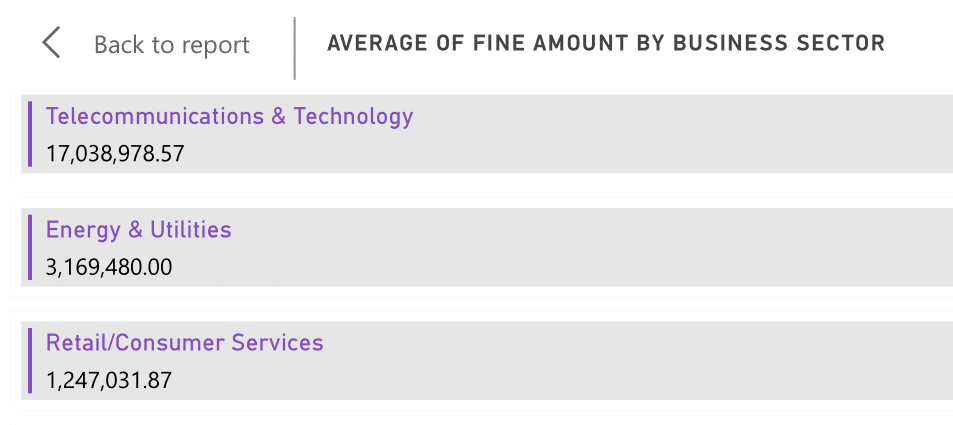 Back to report
AVERAGE OF FINE AMOUNT BY BUSINESS SECTOR
Telecommunications & Technology
17,038,978.57
Energy & Utilities
3,169,480.00
Retail/Consumer Services
1,247,031.87